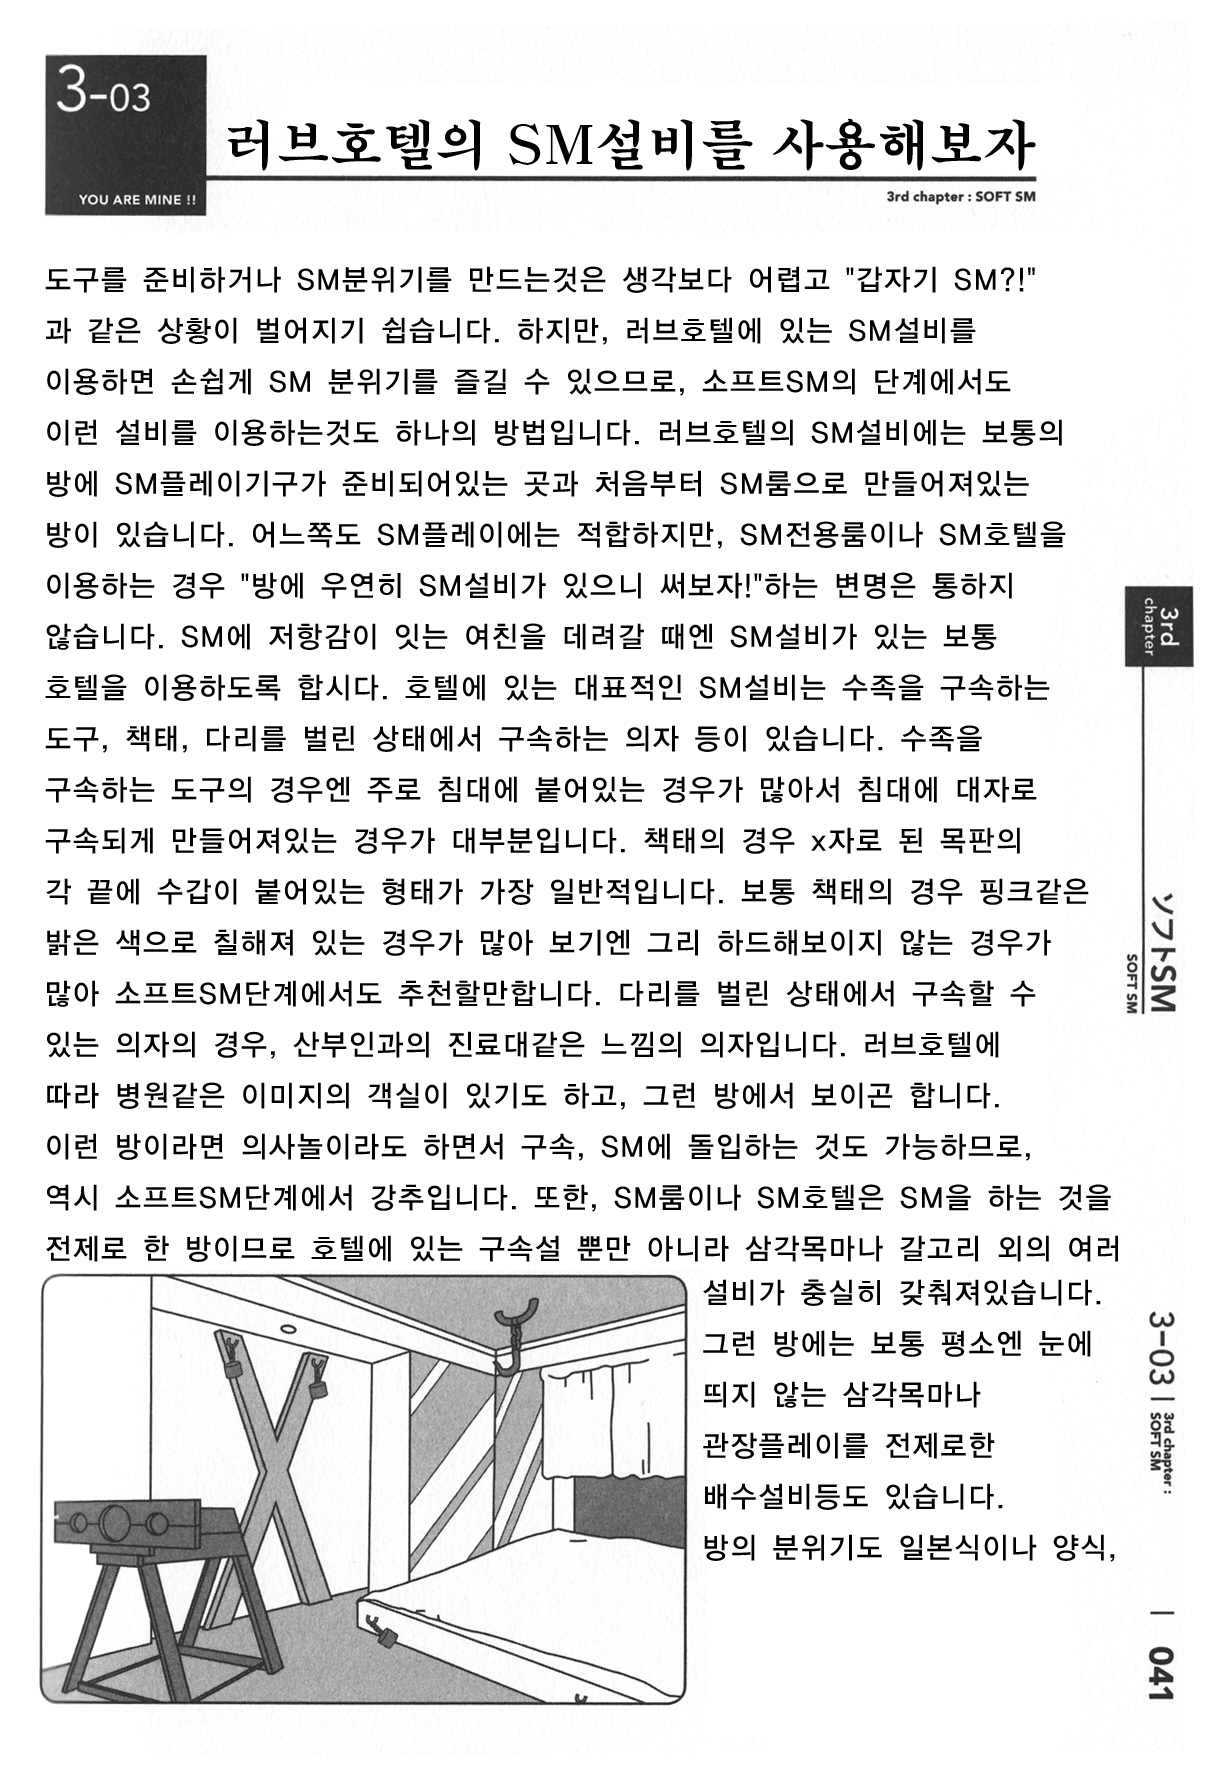 3-03
YOU ARE MINE !!
러브호텔의 SM설비를 사용해보자
3rd chapter : SOFT SM
도구를 준비하거나 SM분위기를 만드는것은 생각보다 어렵고 "갑자기 SM?!"
과 같은 상황이 벌어지기 쉽습니다. 하지만, 러브호텔에 있는 SM설비를
이용하면 손쉽게 SM 분위기를 즐길 수 있으므로, 소프트SM의 단계에서도
이런 설비를 이용하는것도 하나의 방법입니다. 러브호텔의 SM설비에는 보통의
방에 SM플레이기구가 준비되어있는 곳과 처음부터 SM룸으로 만들어져있는
방이 있습니다. 어느쪽도 SM플레이에는 적합하지만, SM전용룸이나 SM호텔을
이용하는 경우 "방에 우연히 SM설비가 있으니 써보자!"하는 변명은 통하지
않습니다. SM에 저항감이 잇는 여친을 데려갈 때엔 SM설비가 있는 보통
호텔을 이용하도록 합시다. 호텔에 있는 대표적인 SM설비는 수족을 구속하는
도구, 책태, 다리를 벌린 상태에서 구속하는 의자 등이 있습니다. 수족을
구속하는 도구의 경우엔 주로 침대에 붙어있는 경우가 많아서 침대에 대자로
구속되게 만들어져있는 경우가 대부분입니다. 책태의 경우 x자로 된 목판의
각 끝에 수갑이 붙어있는 형태가 가장 일반적입니다. 보통 책태의 경우 핑크같은
밝은 색으로 칠해져 있는 경우가 많아 보기엔 그리 하드해보이지 않는 경우가
많아 소프트SM단계에서도 추천할만합니다. 다리를 벌린 상태에서 구속할 수
있는 의자의 경우, 산부인과의 진료대같은 느낌의 의자입니다. 러브호텔에
따라 병원같은 이미지의 객실이 있기도 하고, 그런 방에서 보이곤 합니다.
이런 방이라면 의사놀이라도 하면서 구속, SM에 돌입하는 것도 가능하므로,
역시 소프트SM단계에서 강추입니다. 또한, SM룸이나 SM호텔은 SM을 하는 것을
전제로 한 방이므로 호텔에 있는 구속설 뿐만 아니라 삼각목마나 갈고리 외의 여러
설비가 충실히 갖춰져있습니다.
그런 방에는 보통 평소엔 눈에
띄지 않는 삼각목마나
관장플레이를 전제로한
배수설비등도 있습니다.
방의 분위기도 일본식이나 양식,
3rd
chapter
ソフトSM
SOFT SM
3-03
3rd chapter :
SOFT SM
041